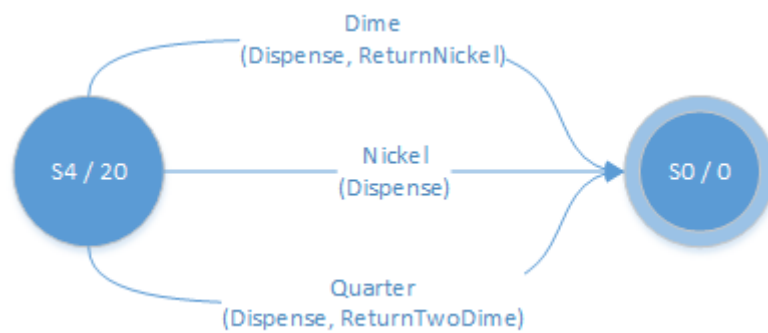 Dime
(Dispense, ReturnNickel)
S4 / 20
Nickel
(Dispense)
S0 / 0
Quarter
(Dispense, ReturnTwoDime)